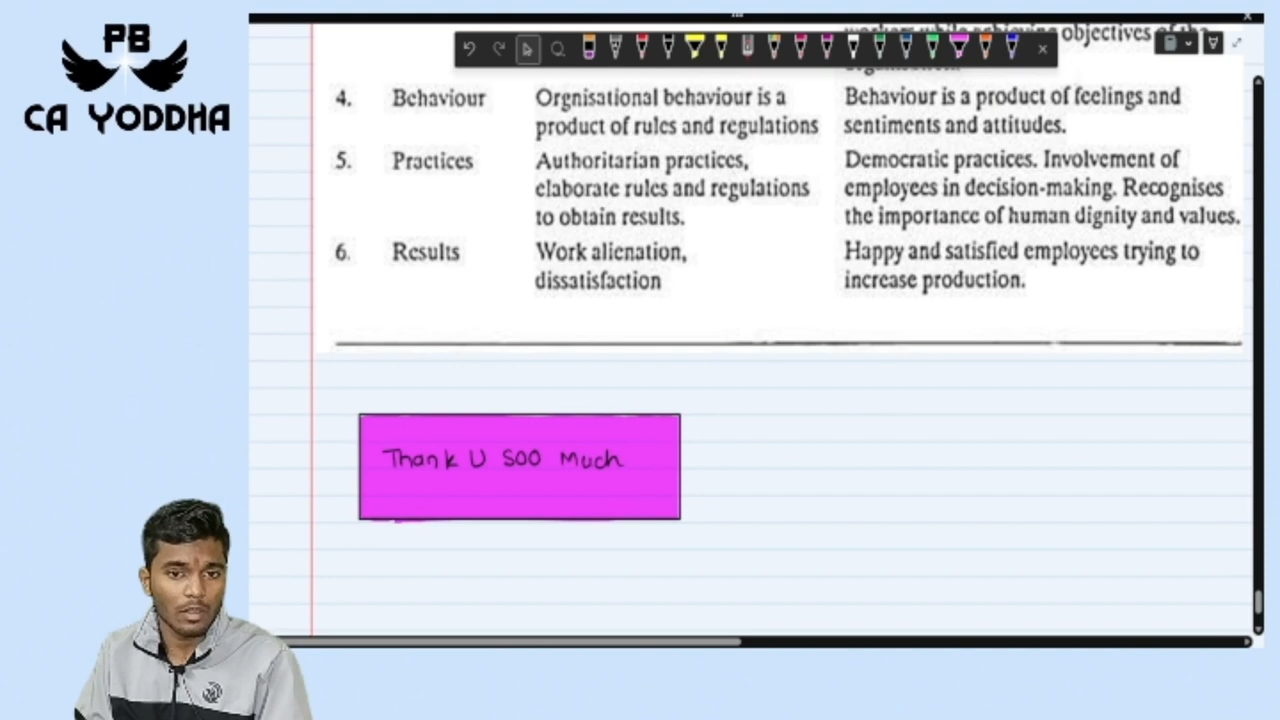 PB
CA YODDHA
objectives of the
4. Behaviour Orgnisational behaviour is a Behaviour is a product of feelings and
product of rules and regulations sentiments and attitudes.
5. Practices Authoritarian practices, Democratic practices. Involvement of
elaborate rules and regulations employees in decision-making. Recognises
to obtain results. the importance of human dignity and values.
6. Results Work alienation, Happy and satisfied employees trying to
dissatisfaction increase production.
Thank U Soo Much